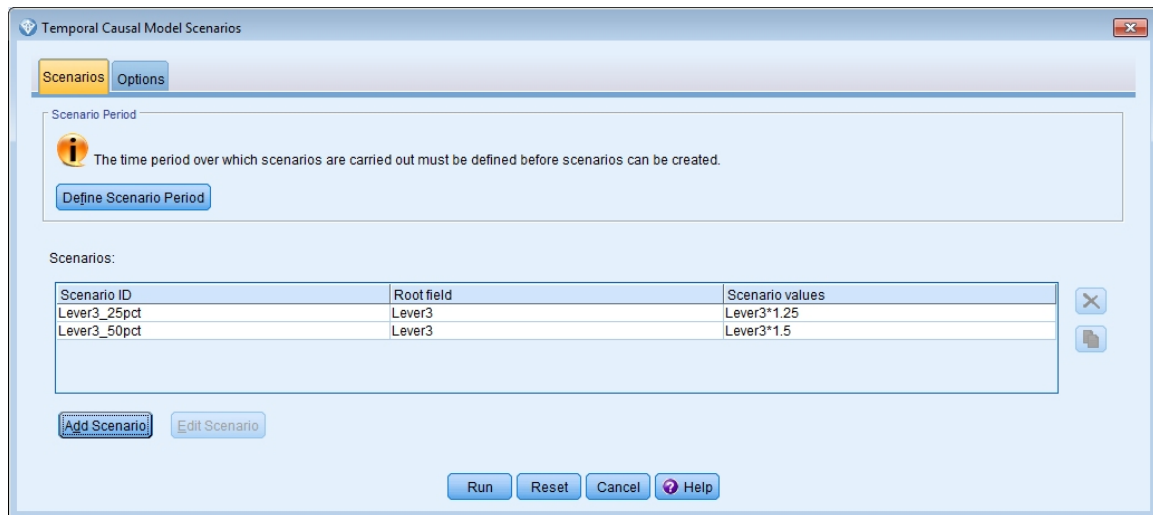 Temporal Causal Model Scenarios
Scenarios Options
Scenario Period
The time period over which scenarios are carried out must be defined before scenarios can be created.
Define Scenario Period
Scenarios:
Scenario ID Root field Scenario values
Lever3_25pct Lever3 Lever3*1.25
Lever3_50pct Lever3 Lever3*1.5
Add Scenario Edit Scenario
Run Reset Cancel Help